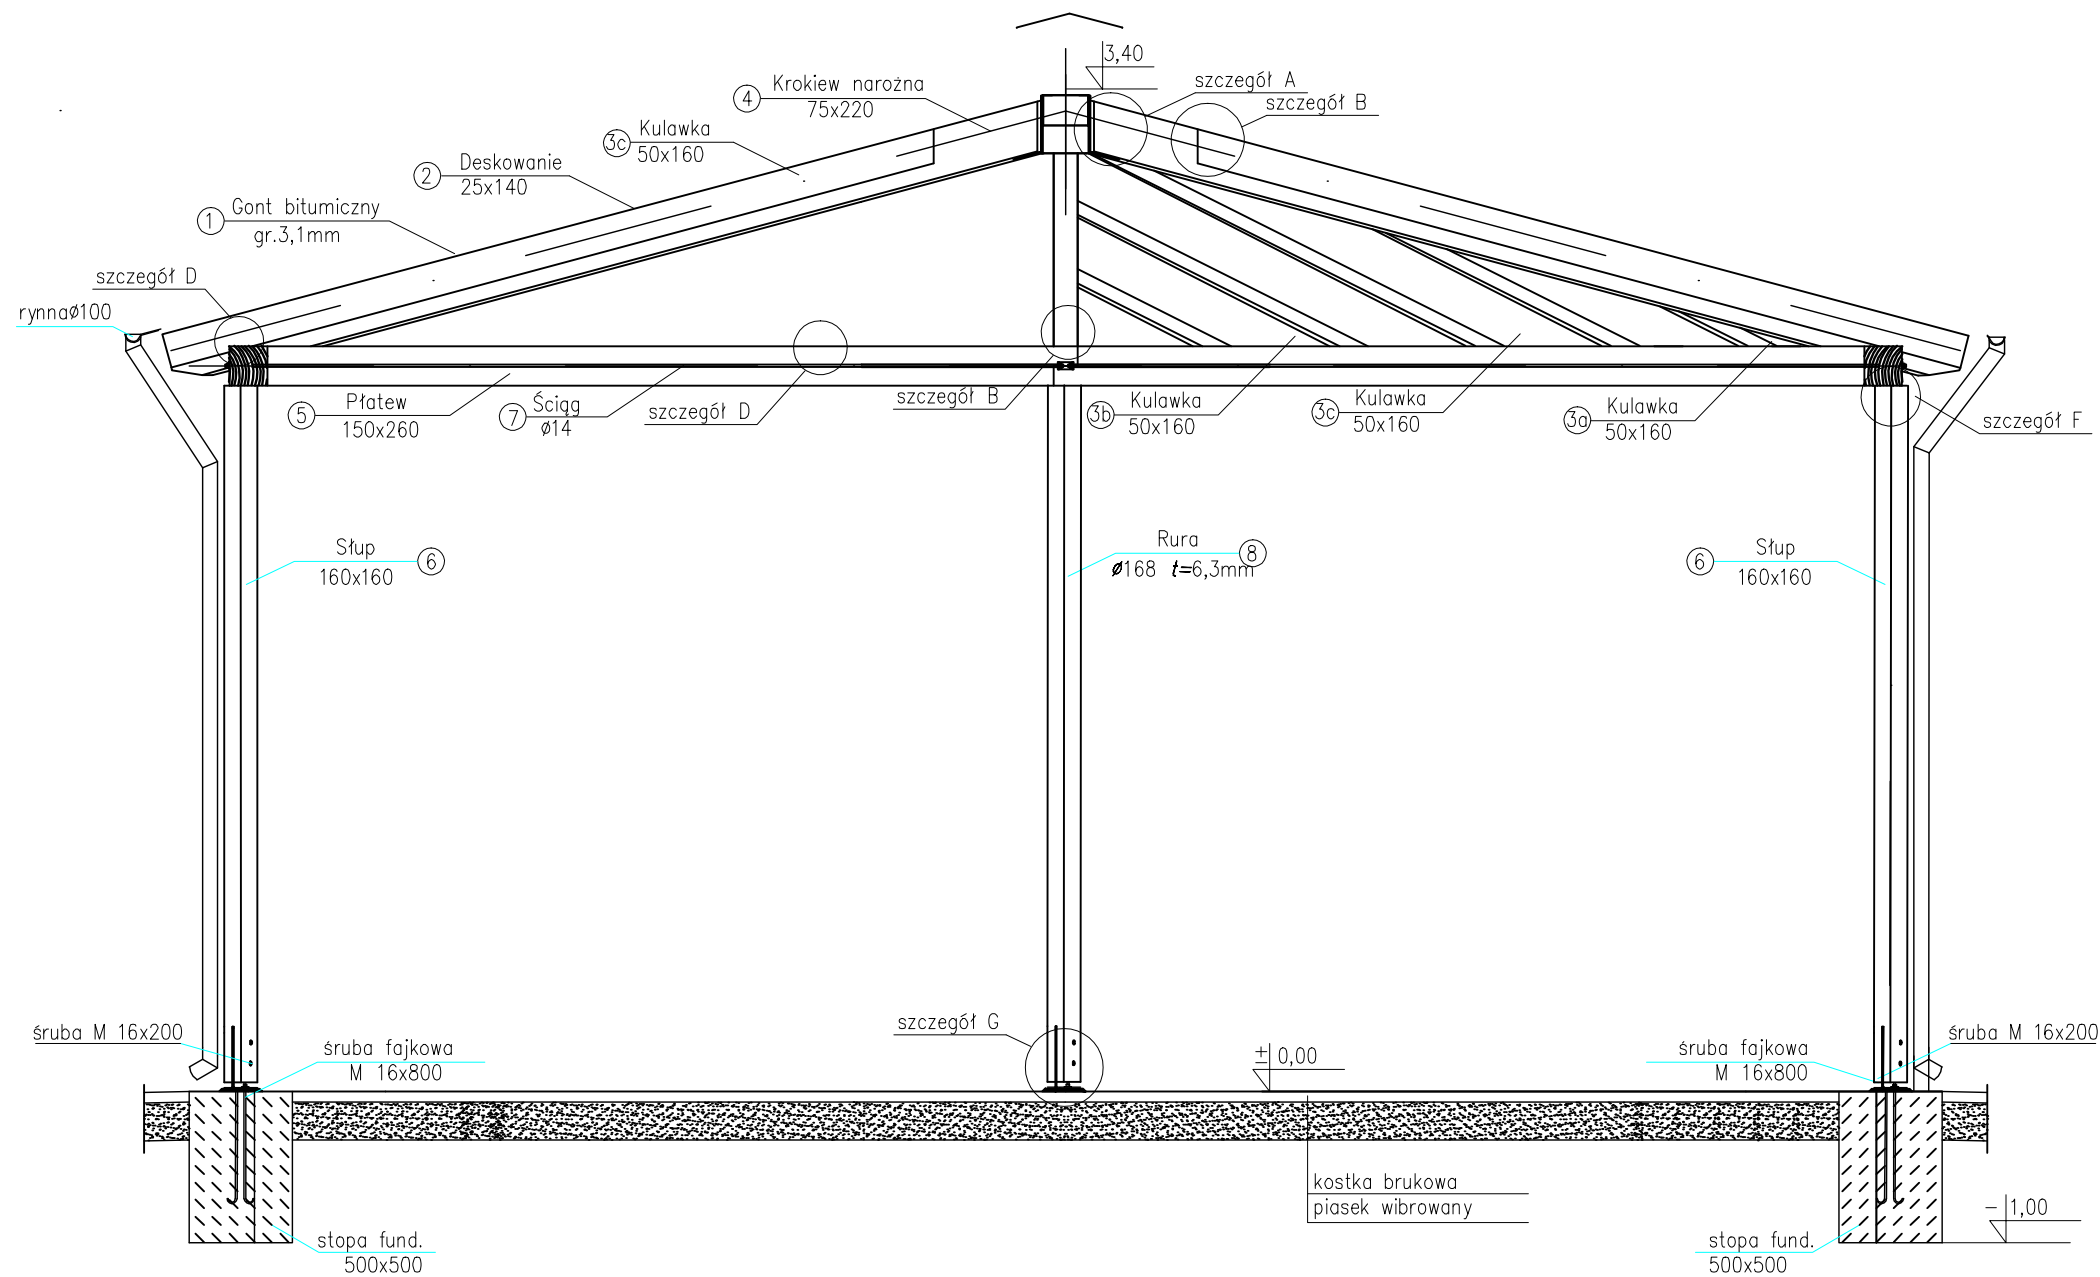 3,40
szczegół A
szczegół B
4 Krokiew narożna
75x220
3c Kulawka
50x160
2 Deskowanie
25x140
1 Gont bitumiczny
gr.3,1mm
szczegół D
rynnaø100
5 Płatew
150x260
7 Ściąg
ø14
szczegół D
szczegół B
3b Kulawka
50x160
3c Kulawka
50x160
3a Kulawka
50x160
szczegół F
Słup 6
160x160
Rura 8
ø168 t=6,3mm
6 Słup
160x160
śruba M 16x200
śruba fajkowa
M 16x800
szczegół G
± 0,00
śruba fajkowa
M 16x800
śruba M 16x200
kostka brukowa
piasek wibrowany
- 1,00
stopa fund.
500x500
stopa fund.
500x500